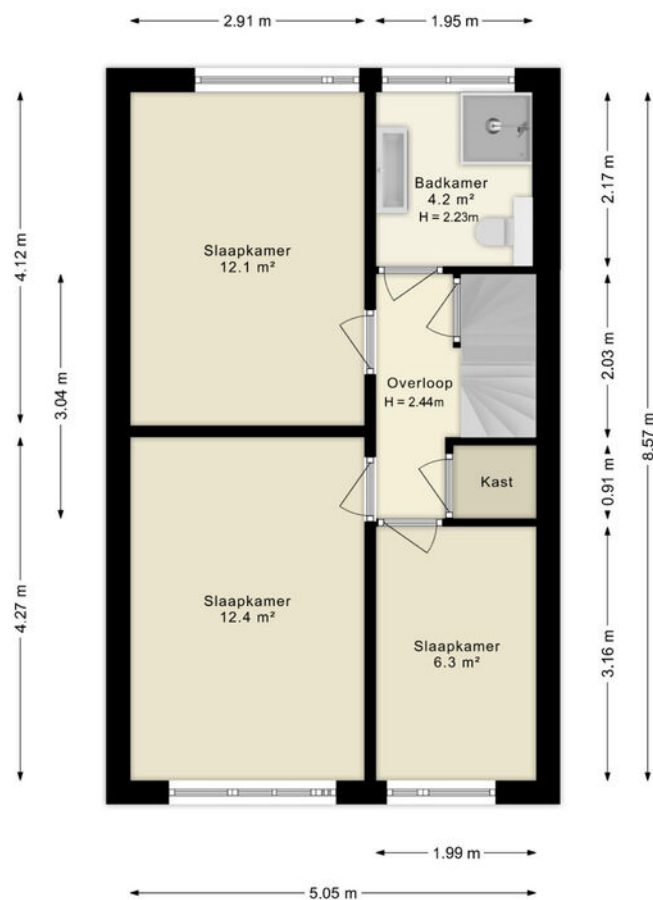 2.91 m
1.95 m
4.12 m
3.04 m
4.27 m
Slaapkamer
12.1 m²
Badkamer
4.2 m²
H = 2.23m
Overloop
H = 2.44m
Kast
Slaapkamer
12.4 m²
Slaapkamer
6.3 m²
2.17 m
2.03 m
0.91 m
3.16 m
8.57 m
1.99 m
5.05 m